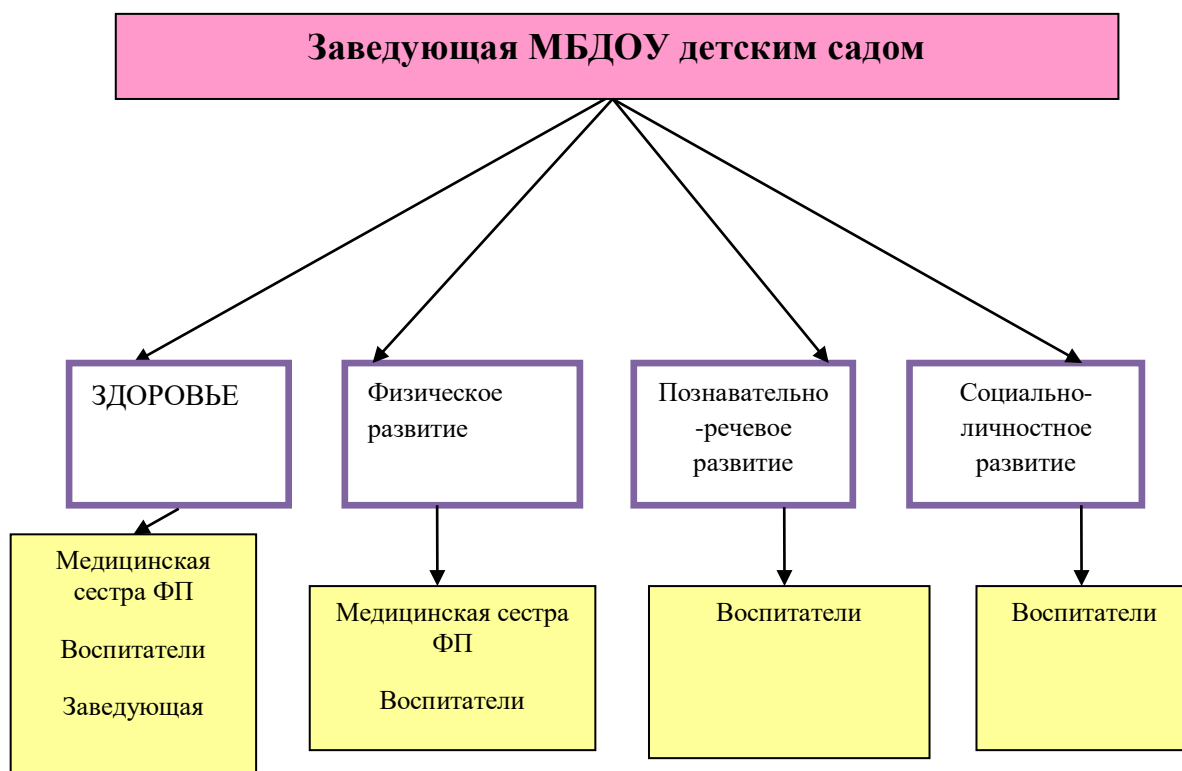 Заведующая МБДОУ детским садом
ЗДОРОВЬЕ
Физическое
развитие
Познавательно
-речевое
развитие
Социально-
личностное
развитие
Медицинская
сестра ФП
Воспитатели
Заведующая
Медицинская сестра
ФП
Воспитатели
Воспитатели
Воспитатели